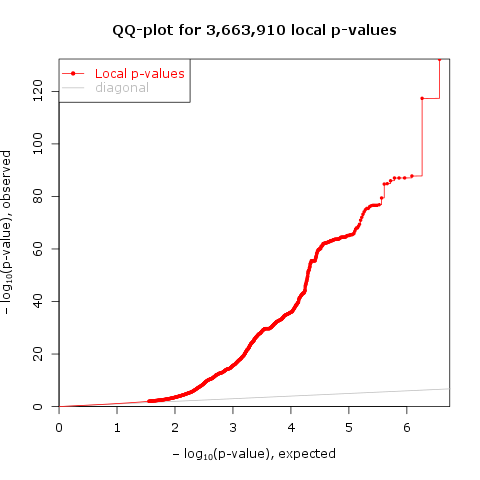 QQ-plot for 3,663,910 local p-values
Local p-values
diagonal
120
100
80
60
40
20
0
− log10(p-value), observed
0 1 2 3 4 5 6
− log10(p-value), expected